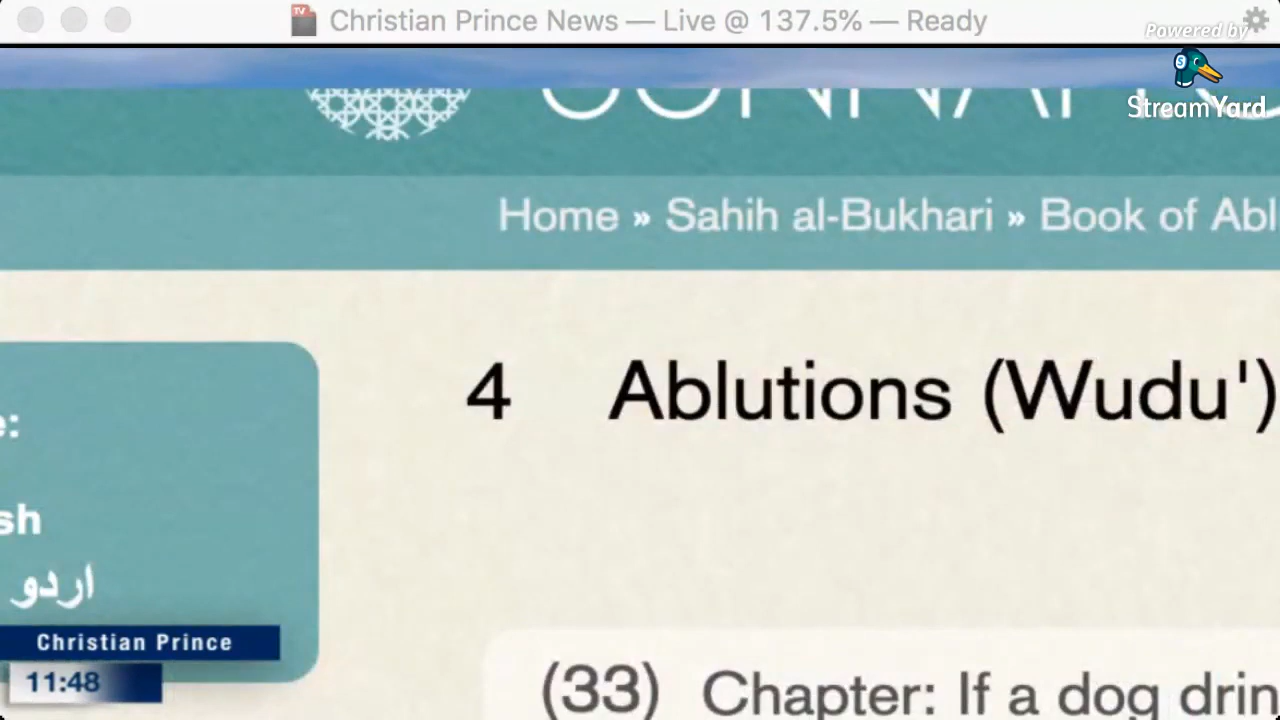 Christian Prince News — Live @ 137.5% — Ready
Powered by
StreamYard
Home » Sahih al-Bukhari » Book of Abl
4 Ablutions (Wudu')
e:
sh
اردو
Christian Prince
11:48
(33) Chapter: If a dog drin